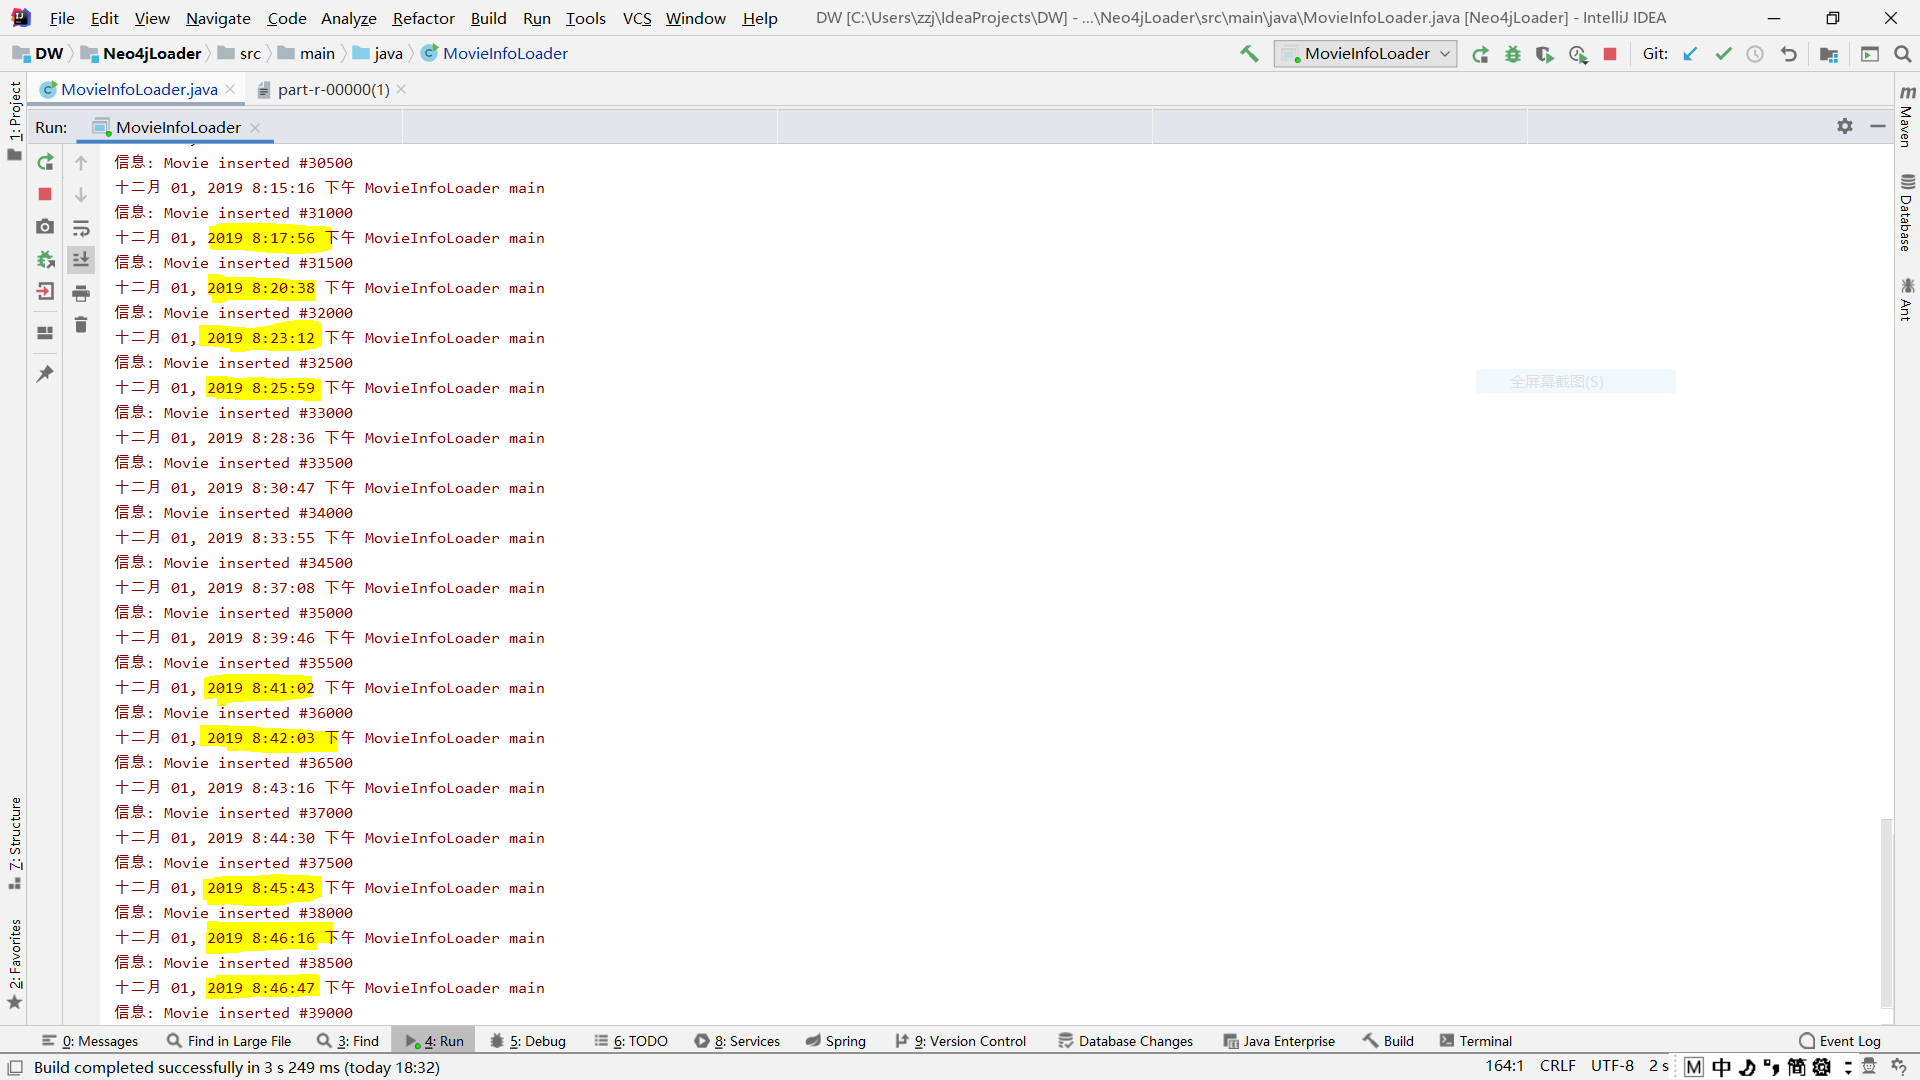 File Edit View Navigate Code Analyze Refactor Build Run Tools VCS Window Help DW [C:\Users\zzj\IdeaProjects\DW] - ...\Neo4jLoader\src\main\java\MovieInfoLoader.java [Neo4jLoader] - IntelliJ IDEA
DW Neo4jLoader src main java MovieInfoLoader MovieInfoLoader Git:
MovieInfoLoader.java part-r-00000(1)
Run: MovieInfoLoader
信息: Movie inserted #30500
十二月 01, 2019 8:15:16 下午 MovieInfoLoader main
信息: Movie inserted #31000
十二月 01, 2019 8:17:56 下午 MovieInfoLoader main
信息: Movie inserted #31500
十二月 01, 2019 8:20:38 下午 MovieInfoLoader main
信息: Movie inserted #32000
十二月 01, 2019 8:23:12 下午 MovieInfoLoader main
信息: Movie inserted #32500
十二月 01, 2019 8:25:59 下午 MovieInfoLoader main
信息: Movie inserted #33000
十二月 01, 2019 8:28:36 下午 MovieInfoLoader main
信息: Movie inserted #33500
十二月 01, 2019 8:30:47 下午 MovieInfoLoader main
信息: Movie inserted #34000
十二月 01, 2019 8:33:55 下午 MovieInfoLoader main
信息: Movie inserted #34500
十二月 01, 2019 8:37:08 下午 MovieInfoLoader main
信息: Movie inserted #35000
十二月 01, 2019 8:39:46 下午 MovieInfoLoader main
信息: Movie inserted #35500
十二月 01, 2019 8:41:02 下午 MovieInfoLoader main
信息: Movie inserted #36000
十二月 01, 2019 8:42:03 下午 MovieInfoLoader main
信息: Movie inserted #36500
十二月 01, 2019 8:43:16 下午 MovieInfoLoader main
信息: Movie inserted #37000
十二月 01, 2019 8:44:30 下午 MovieInfoLoader main
信息: Movie inserted #37500
十二月 01, 2019 8:45:43 下午 MovieInfoLoader main
信息: Movie inserted #38000
十二月 01, 2019 8:46:16 下午 MovieInfoLoader main
信息: Movie inserted #38500
十二月 01, 2019 8:46:47 下午 MovieInfoLoader main
信息: Movie inserted #39000
全屏幕截图(S)
1: Project
7: Structure
2: Favorites
m Maven
Database
Ant
0: Messages Find in Large File 3: Find 4: Run 5: Debug 6: TODO 8: Services Spring 9: Version Control Database Changes Java Enterprise Build Terminal Event Log
Build completed successfully in 3 s 249 ms (today 18:32) 164:1 CRLF UTF-8 2 s M 中 简